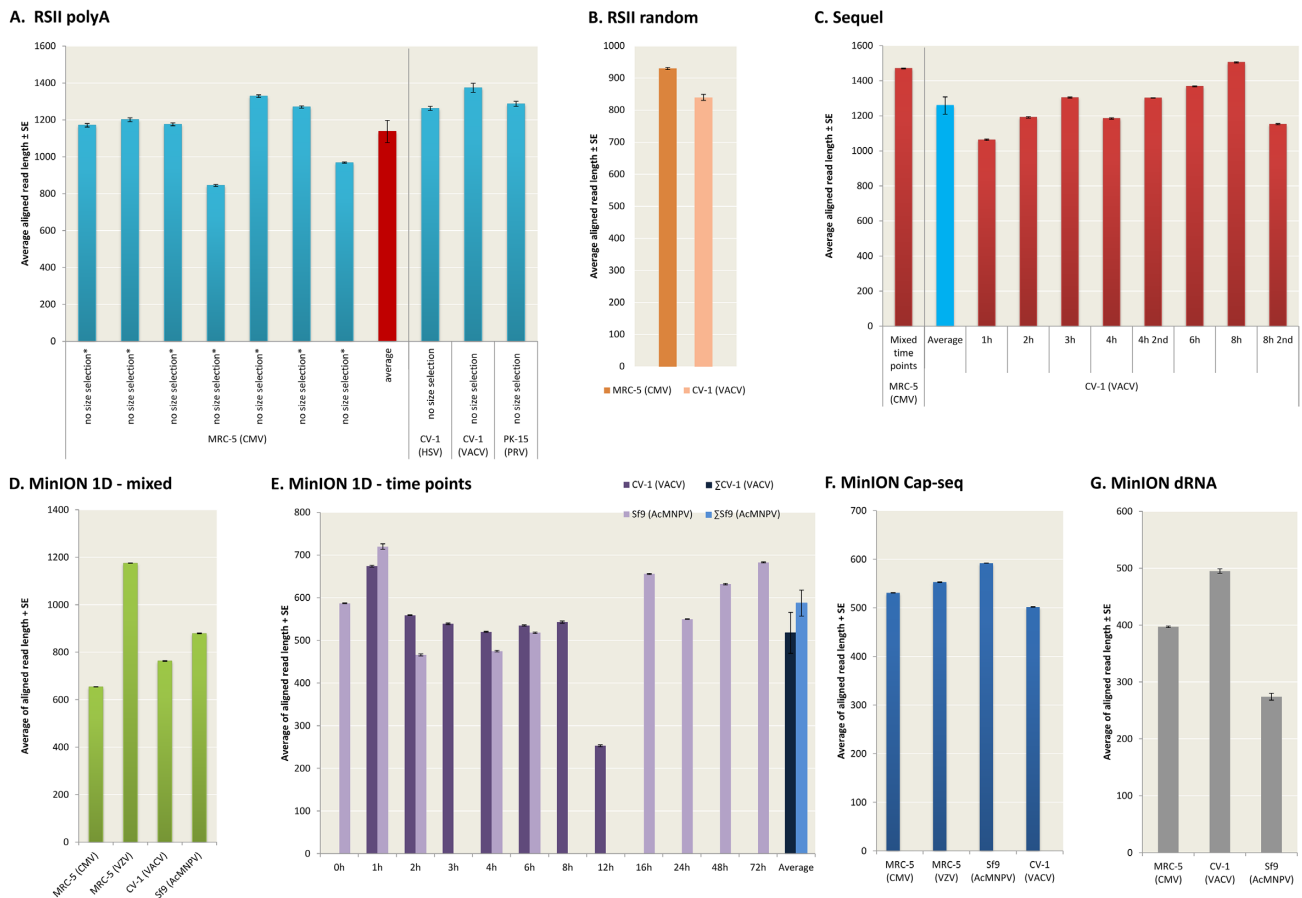 A. RSII polyA
Average aligned read length ± SE
1600
1400
1200
1000
800
600
400
200
0
no size selection*
no size selection*
no size selection*
no size selection*
no size selection*
no size selection*
no size selection*
average
no size selection
no size selection
no size selection
MRC-5 (CMV)
CV-1
(HSV)
CV-1
(VACV)
PK-15
(PRV)
B. RSII random
Average aligned read length ± SE
1000
900
800
700
600
500
400
300
200
100
0
MRC-5 (CMV)
CV-1 (VACV)
C. Sequel
Average aligned read length ± SE
1600
1400
1200
1000
800
600
400
200
0
Mixed
time
points
Average
1h
2h
3h
4h
4h 2nd
6h
8h
8h 2nd
MRC-5
(CMV)
CV-1 (VACV)
D. MinION 1D - mixed
Average of aligned read length + SE
1400
1200
1000
800
600
400
200
0
MRC-5 (CMV)
MRC-5 (VZV)
CV-1 (VACV)
Sf9 (AcMNPV)
E. MinION 1D - time points
CV-1 (VACV)
∑CV-1 (VACV)
Sf9 (AcMNPV)
∑Sf9 (AcMNPV)
Average of aligned read length + SE
800
700
600
500
400
300
200
100
0
0h
1h
2h
3h
4h
6h
8h
12h
16h
24h
48h
72h
Average
F. MinION Cap-seq
Average of aligned read length + SE
700
600
500
400
300
200
100
0
MRC-5
(CMV)
MRC-5
(VZV)
Sf9
(AcMNPV)
CV-1
(VACV)
G. MinION dRNA
Average of aligned read length ± SE
600
500
400
300
200
100
0
MRC-5
(CMV)
CV-1
(VACV)
Sf9
(AcMNPV)